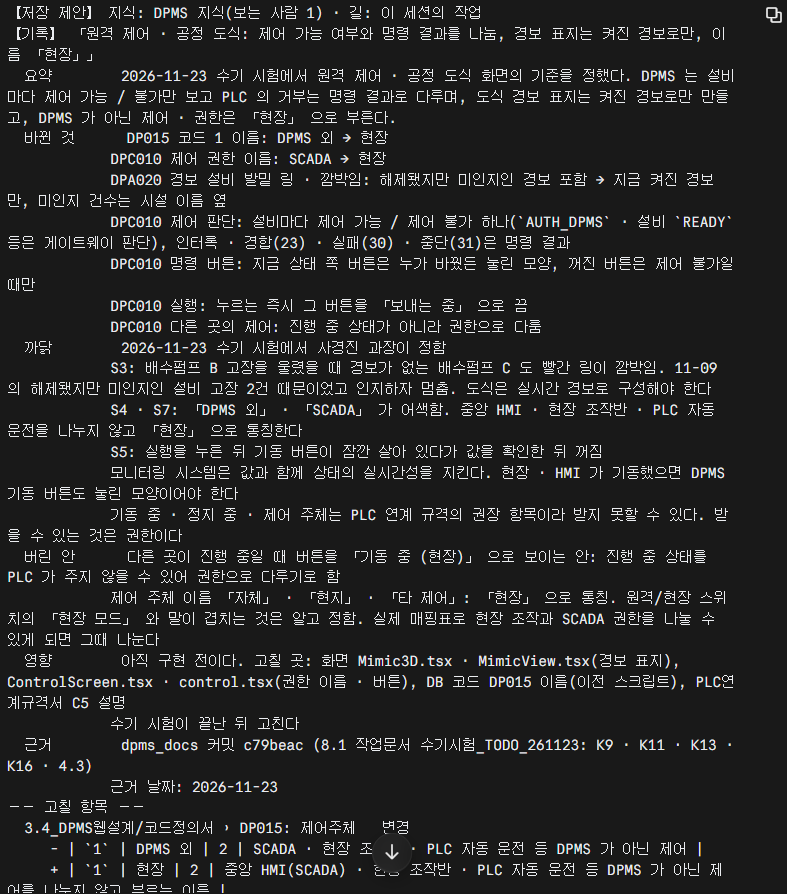 【저장 제안】 지식: DPMS 지식(보는 사람 1) · 길: 이 세션의 작업
【기록】 「원격 제어 · 공정 도식: 제어 가능 여부와 명령 결과를 나눔, 경보 표지는 켜진 경보로만, 이
름 「현장」」
요약 2026-11-23 수기 시험에서 원격 제어 · 공정 도식 화면의 기준을 정했다. DPMS 는 설비
마다 제어 가능 / 불가만 보고 PLC 의 거부는 명령 결과로 다루며, 도식 경보 표지는 켜진 경보로만 만들
고, DPMS 가 아닌 제어 · 권한은 「현장」 으로 부른다.
바뀐 것 DP015 코드 1 이름: DPMS 외 → 현장
DPC010 제어 권한 이름: SCADA → 현장
DPA020 경보 설비 발밑 링 · 깜박임: 해제됐지만 미인지인 경보 포함 → 지금 켜진 경보
만, 미인지 건수는 시설 이름 옆
DPC010 제어 판단: 설비마다 제어 가능 / 제어 불가 하나(`AUTH_DPMS` · 설비 `READY`
등은 게이트웨이 판단), 인터록 · 경합(23) · 실패(30) · 중단(31)은 명령 결과
DPC010 명령 버튼: 지금 상태 쪽 버튼은 누가 바꿨든 눌린 모양, 꺼진 버튼은 제어 불가일
때만
DPC010 실행: 누르는 즉시 그 버튼을 「보내는 중」 으로 끔
DPC010 다른 곳의 제어: 진행 중 상태가 아니라 권한으로 다룸
까닭 2026-11-23 수기 시험에서 사경진 과장이 정함
S3: 배수펌프 B 고장을 울렸을 때 경보가 없는 배수펌프 C 도 빨간 링이 깜박임. 11-09
의 해제됐지만 미인지인 설비 고장 2건 때문이었고 인지하자 멈춤. 도식은 실시간 경보로 구성해야 한다
S4 · S7: 「DPMS 외」 · 「SCADA」 가 어색함. 중앙 HMI · 현장 조작반 · PLC 자동
운전을 나누지 않고 「현장」 으로 통칭한다
S5: 실행을 누른 뒤 기동 버튼이 잠깐 살아 있다가 값을 확인한 뒤 꺼짐
모니터링 시스템은 값과 함께 상태의 실시간성을 지킨다. 현장 · HMI 가 기동했으면 DPMS
기동 버튼도 눌린 모양이어야 한다
기동 중 · 정지 중 · 제어 주체는 PLC 연계 규격의 권장 항목이라 받지 못할 수 있다. 받
을 수 있는 것은 권한이다
버린 안 다른 곳이 진행 중일 때 버튼을 「기동 중 (현장)」 으로 보이는 안: 진행 중 상태를
PLC 가 주지 않을 수 있어 권한으로 다루기로 함
제어 주체 이름 「자체」 · 「현지」 · 「타 제어」: 「현장」 으로 통칭. 원격/현장 스위
치의 「현장 모드」 와 말이 겹치는 것은 알고 정함. 실제 매핑표로 현장 조작과 SCADA 권한을 나눌 수
있게 되면 그때 나눈다
영향 아직 구현 전이다. 고칠 곳: 화면 Mimic3D.tsx · MimicView.tsx(경보 표지),
ControlScreen.tsx · control.tsx(권한 이름 · 버튼), DB 코드 DP015 이름(이전 스크립트), PLC연
계규격서 C5 설명
수기 시험이 끝난 뒤 고친다
근거 dpms_docs 커밋 c79beac (8.1 작업문서 수기시험_TODO_261123: K9 · K11 · K13 ·
K16 · 4.3)
근거 날짜: 2026-11-23
── 고칠 항목 ──
3.4_DPMS웹설계/코드정의서 › DP015: 제어주체 변경
- | `1` | DPMS 외 | 2 | SCADA · 현장 · PLC 자동 운전 등 DPMS 가 아닌 제어 |
+ | `1` | 현장 | 2 | 중앙 HMI(SCADA) · 현장 조작반 · PLC 자동 운전 등 DPMS 가 아닌 제
어를 나누지 않고 부르는 이름 |